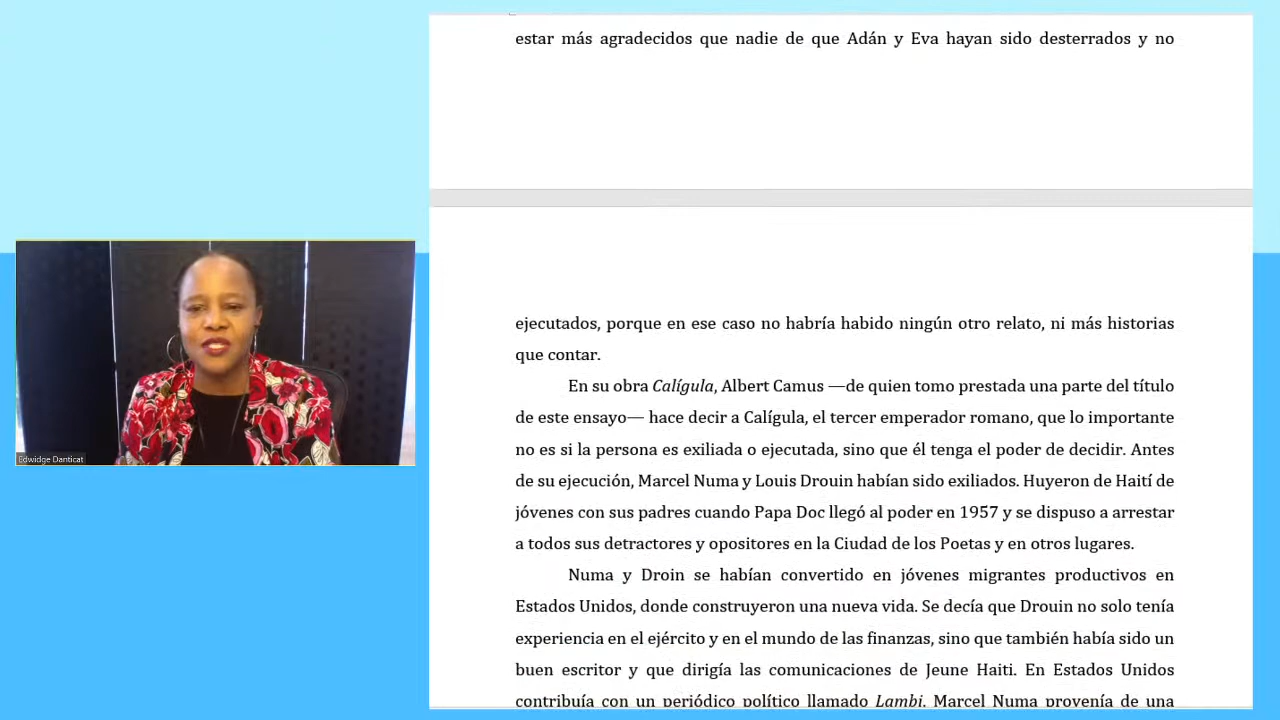 estar más agradecidos que nadie de que Adán y Eva hayan sido desterrados y no
ejecutados, porque en ese caso no habría habido ningún otro relato, ni más historias
que contar.
En su obra Calígula, Albert Camus —de quien tomo prestada una parte del título
de este ensayo— hace decir a Calígula, el tercer emperador romano, que lo importante
no es si la persona es exiliada o ejecutada, sino que él tenga el poder de decidir. Antes
de su ejecución, Marcel Numa y Louis Drouin habían sido exiliados. Huyeron de Haití de
jóvenes con sus padres cuando Papa Doc llegó al poder en 1957 y se dispuso a arrestar
a todos sus detractores y opositores en la Ciudad de los Poetas y en otros lugares.
Numa y Droin se habían convertido en jóvenes migrantes productivos en
Estados Unidos, donde construyeron una nueva vida. Se decía que Drouin no solo tenía
experiencia en el ejército y en el mundo de las finanzas, sino que también había sido un
buen escritor y que dirigía las comunicaciones de Jeune Haiti. En Estados Unidos
contribuía con un periódico político llamado Lambi. Marcel Numa provenía de una
Edwidge Danticat